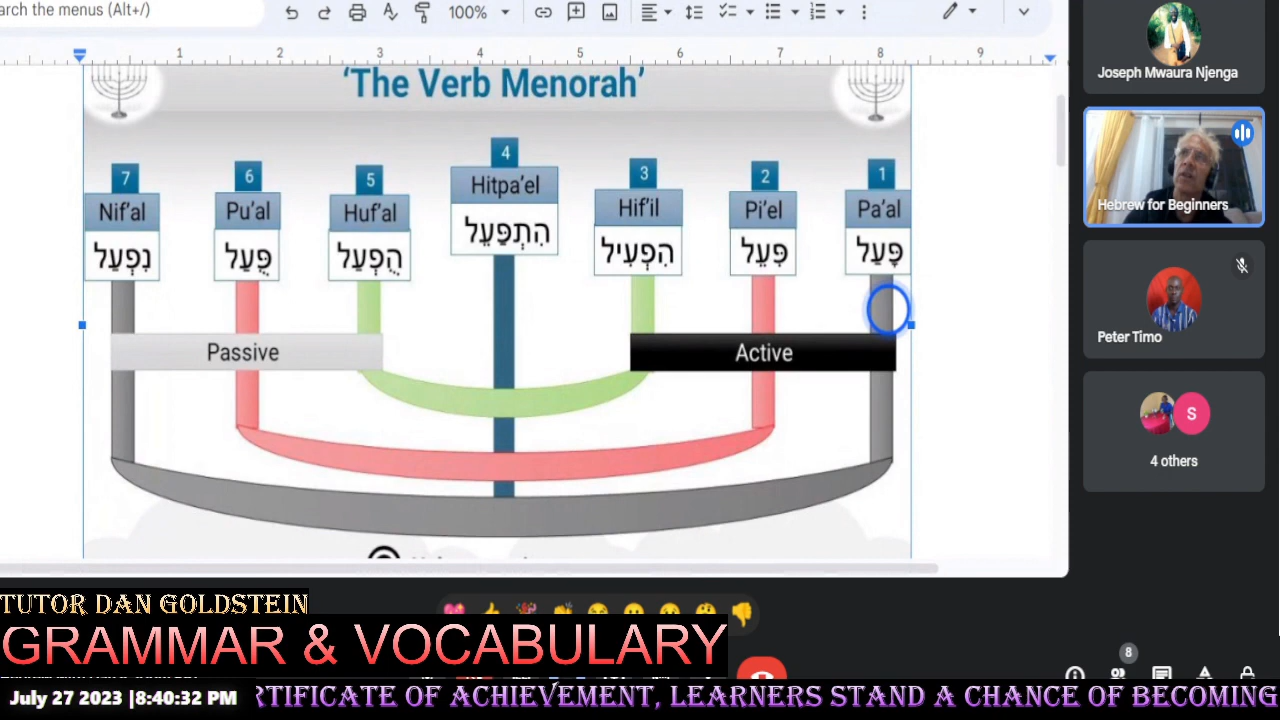 arch the menus (Alt+/)
100%
1 2 3 4 5 6 7 8 9
‘The Verb Menorah’
7 6 5 4 3 2 1
Nif’al Pu’al Huf’al Hitpa’el Hif’il Pi’el Pa’al
נִפְעַל פֻּעַל הֻפְעַל הִתְפַּעֵל הִפְעִיל פִּעֵל פָּעַל
Passive Active
Joseph Mwaura Njenga
Hebrew for Beginners
Peter Timo
S
4 others
8
TUTOR DAN GOLDSTEIN
GRAMMAR & VOCABULARY
July 27 2023 |8:40:32 PM
RTIFICATE OF ACHIEVEMENT, LEARNERS STAND A CHANCE OF BECOMING